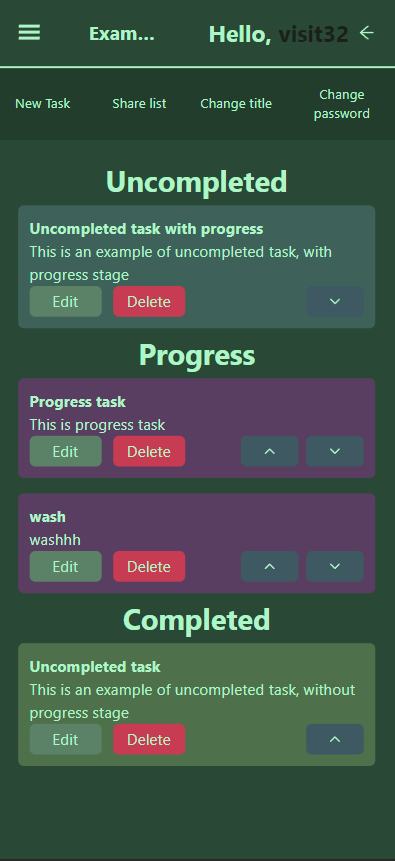 Exam...
Hello, visit32
New Task
Share list
Change title
Change
password
Uncompleted
Uncompleted task with progress
This is an example of uncompleted task, with
progress stage
Edit Delete
Progress
Progress task
This is progress task
Edit Delete
wash
washhh
Edit Delete
Completed
Uncompleted task
This is an example of uncompleted task, without
progress stage
Edit Delete